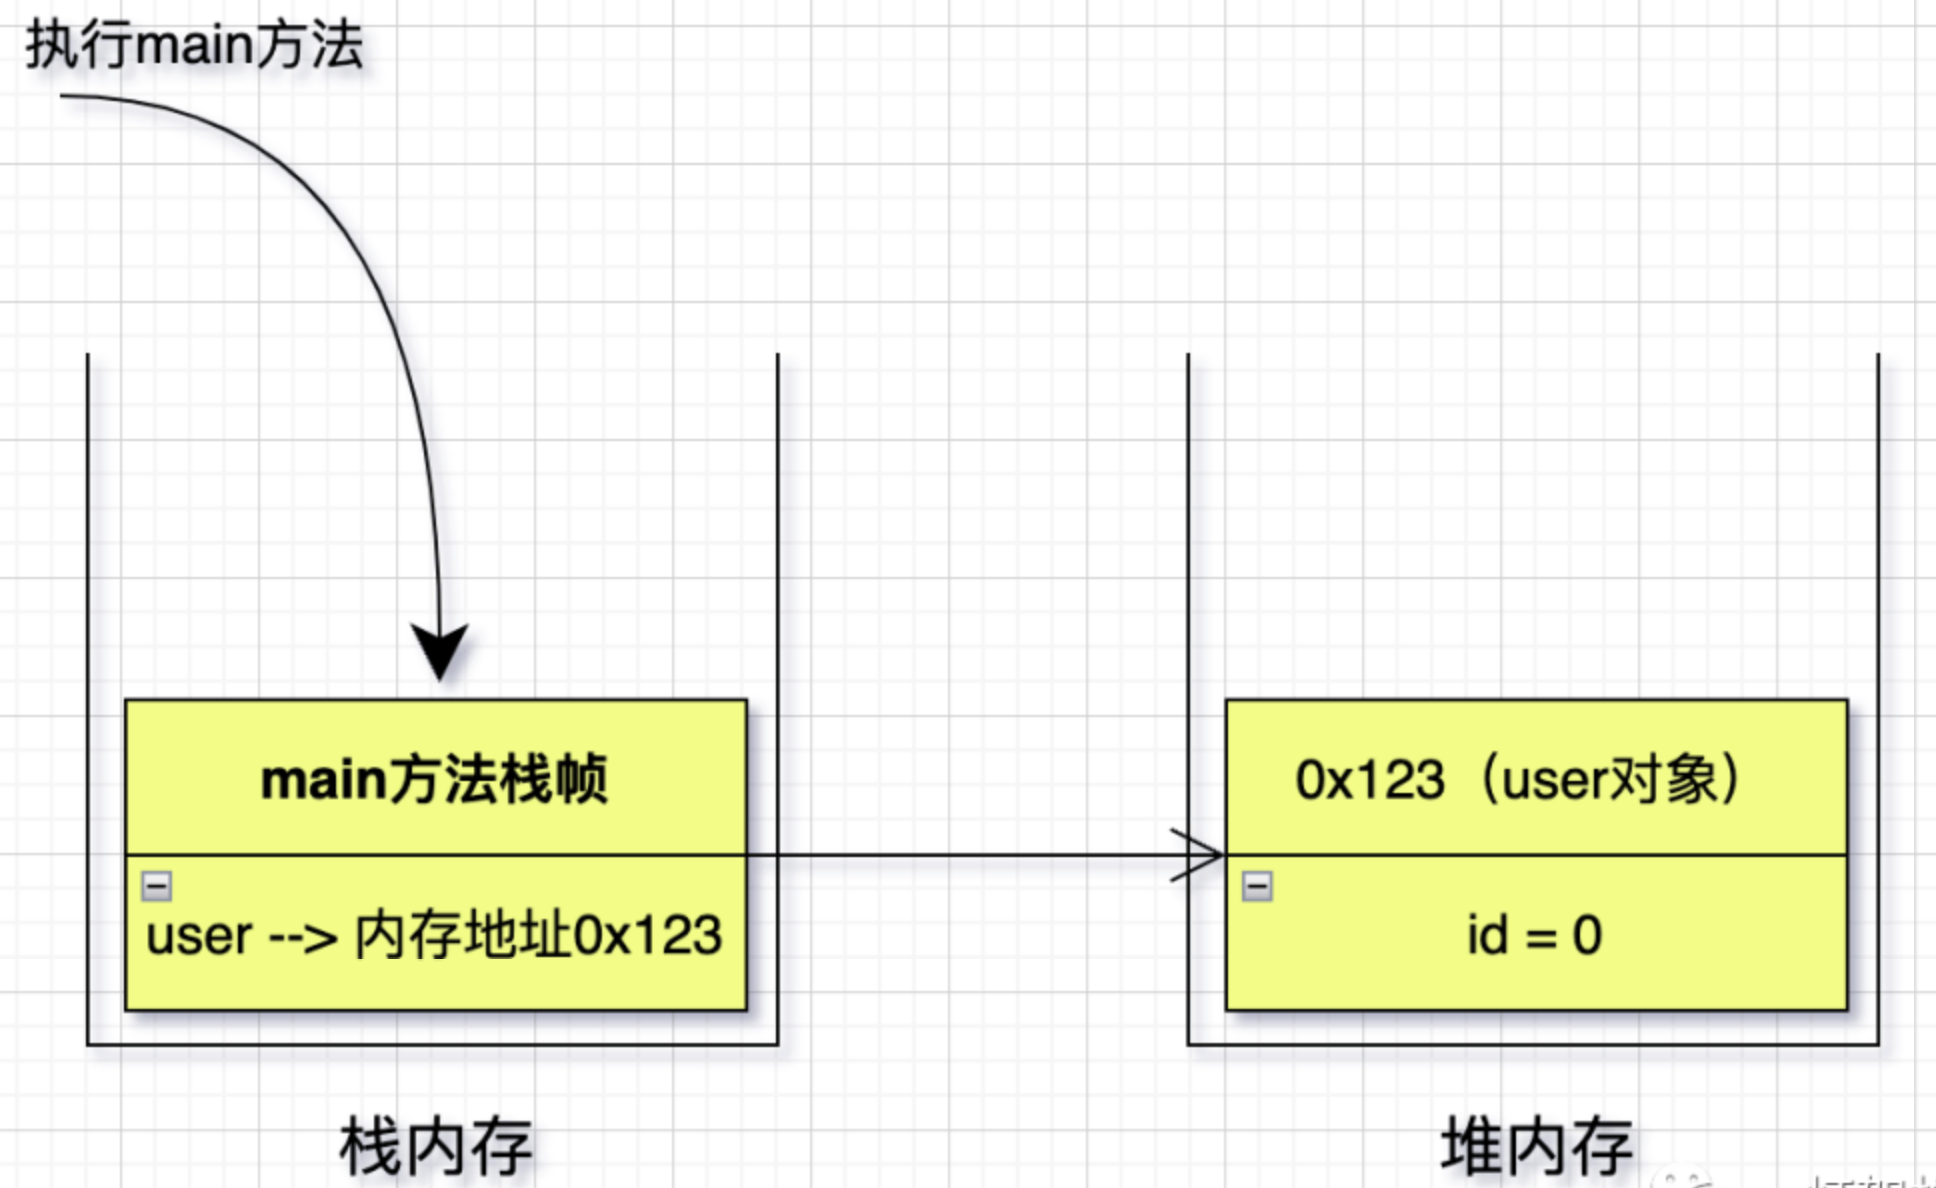 执行main方法
main方法栈帧
user --> 内存地址0x123
0x123（user对象）
id = 0
栈内存
堆内存